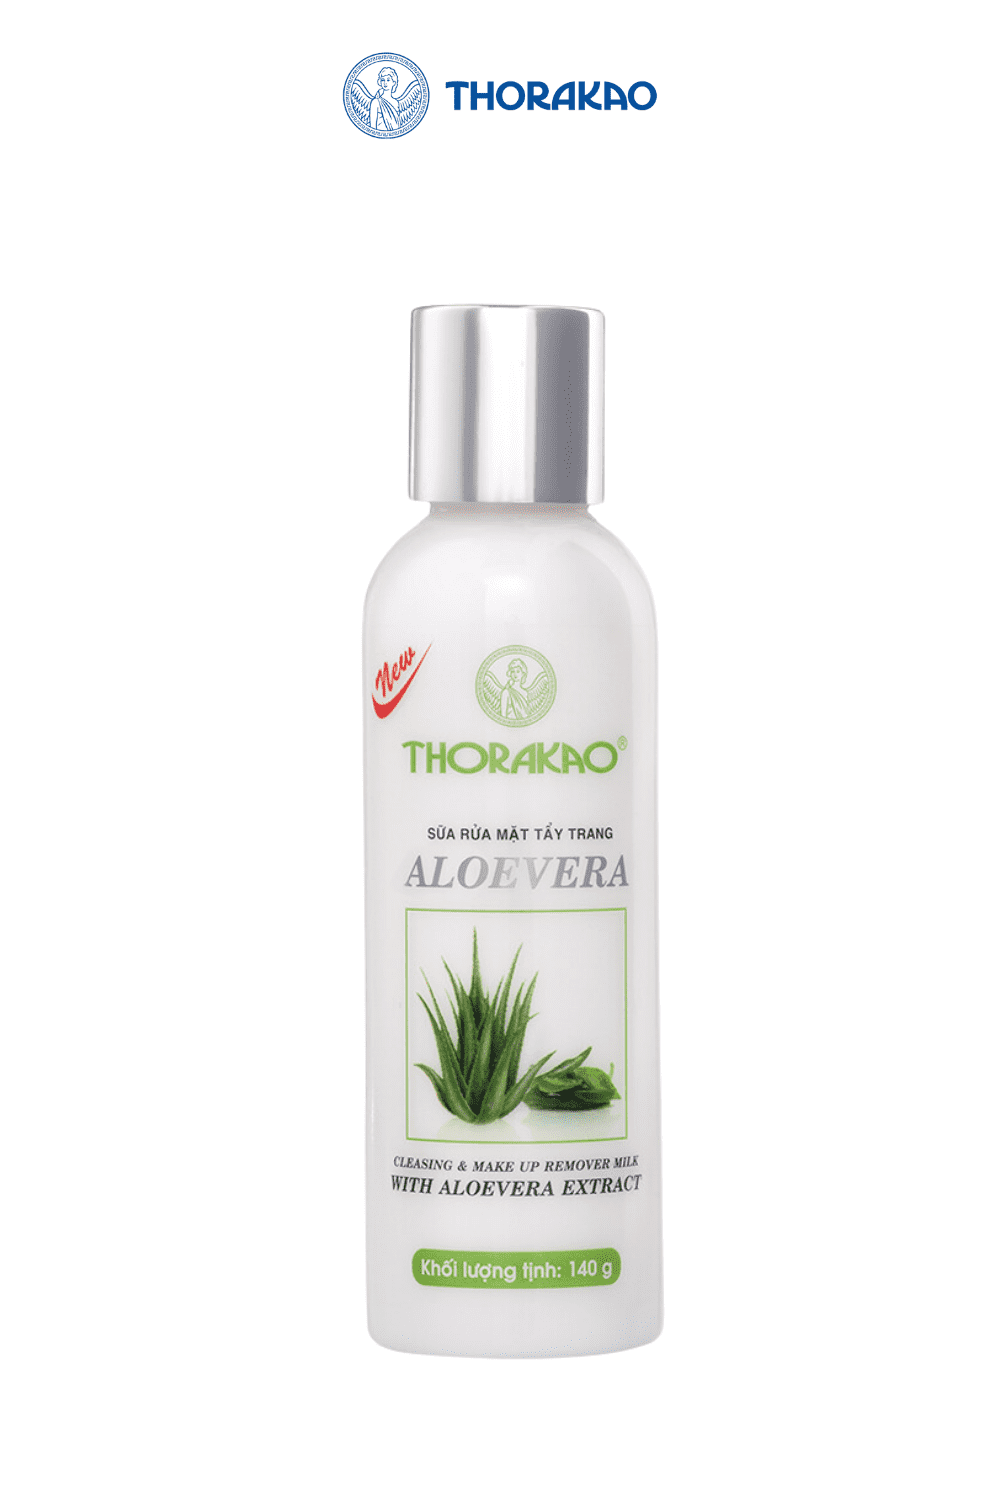 THORAKAO
New
THORAKAO®
SỮA RỬA MẶT TẨY TRANG
ALOEVERA
CLEASING & MAKE UP REMOVER MILK
WITH ALOEVERA EXTRACT
Khối lượng tịnh: 140 g